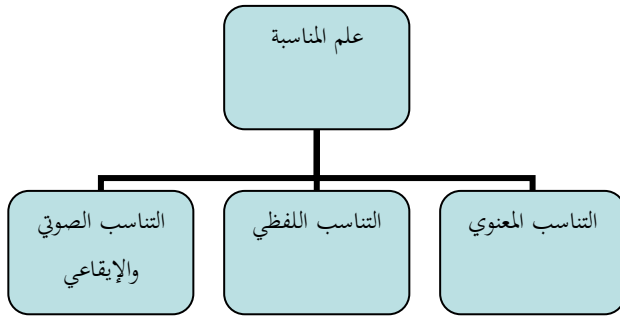 علم المناسبة
التناسب المعنوي
التناسب اللفظي
التناسب الصوتي
والإيقاعي